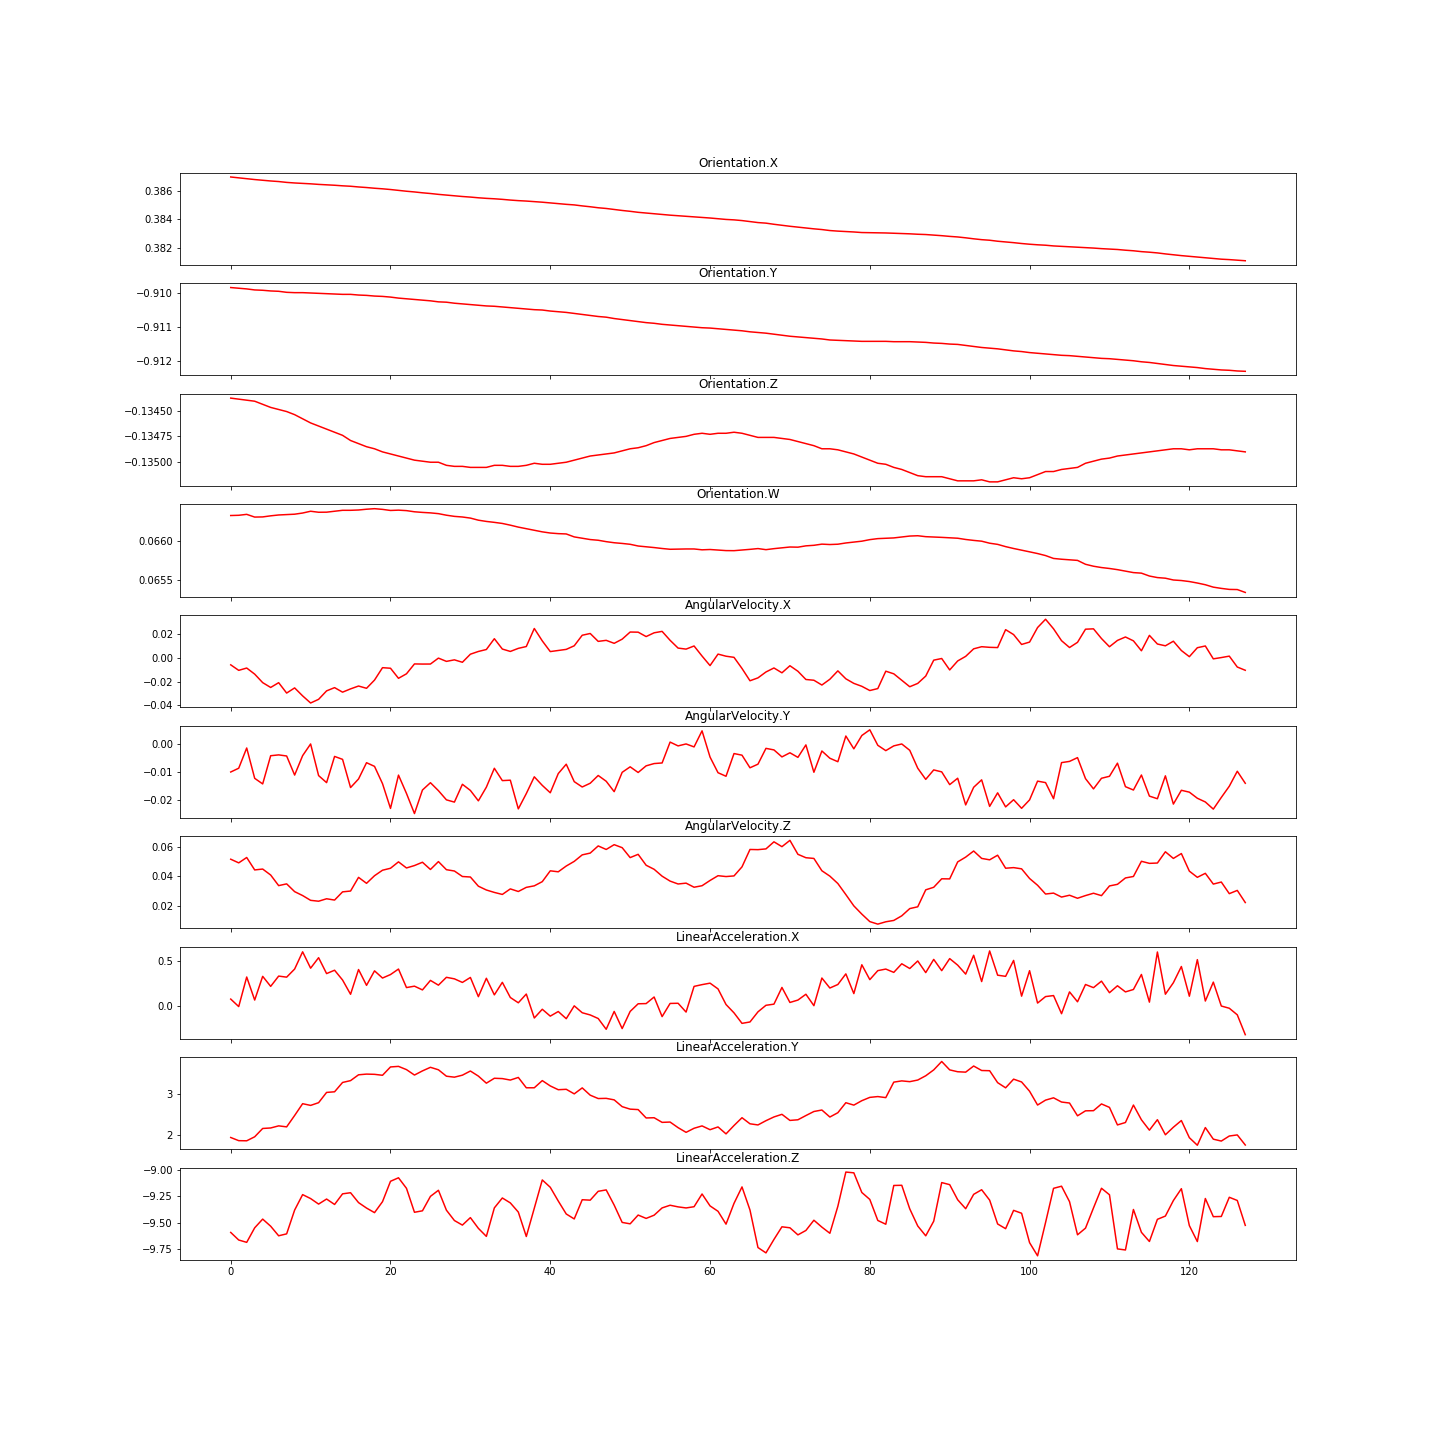 Orientation.X
0.386
0.384
0.382
Orientation.Y
−0.910
−0.911
−0.912
Orientation.Z
−0.13450
−0.13475
−0.13500
Orientation.W
0.0660
0.0655
AngularVelocity.X
0.02
0.00
−0.02
−0.04
AngularVelocity.Y
0.00
−0.01
−0.02
AngularVelocity.Z
0.06
0.04
0.02
LinearAcceleration.X
0.5
0.0
LinearAcceleration.Y
3
2
LinearAcceleration.Z
−9.00
−9.25
−9.50
−9.75
0 20 40 60 80 100 120